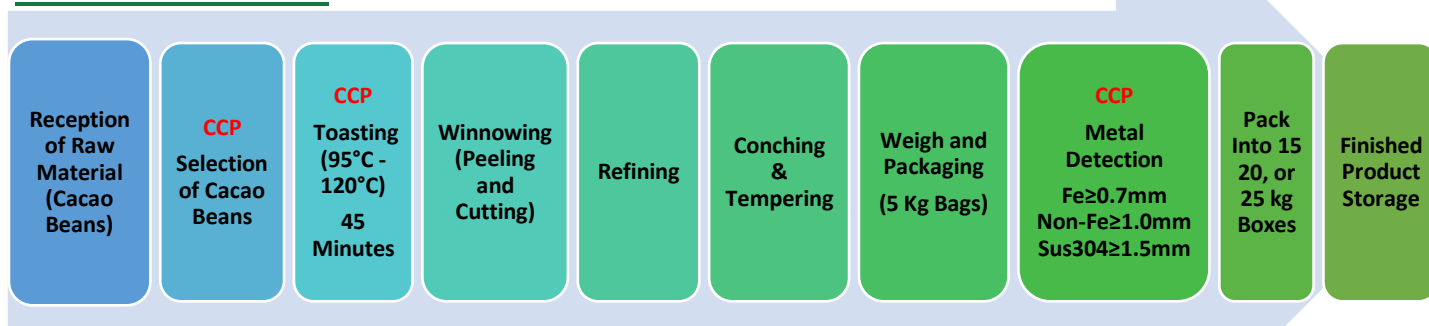 Reception
of Raw
Material
(Cacao
Beans)
CCP
Selection
of Cacao
Beans
CCP
Toasting
(95°C -
120°C)
45
Minutes
Winnowing
(Peeling
and
Cutting)
Refining
Conching
&
Tempering
Weigh and
Packaging
(5 Kg Bags)
CCP
Metal
Detection
Fe≥0.7mm
Non-Fe≥1.0mm
Sus304≥1.5mm
Pack
Into 15
20, or
25 kg
Boxes
Finished
Product
Storage